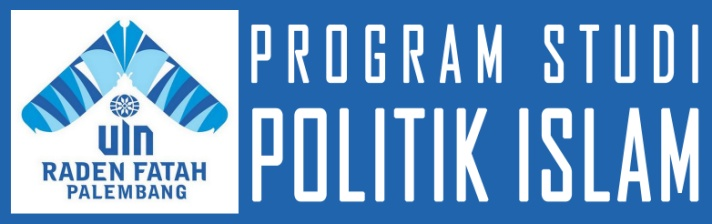 uin
RADEN FATAH
PALEMBANG
PROGRAM STUDI
POLITIK ISLAM